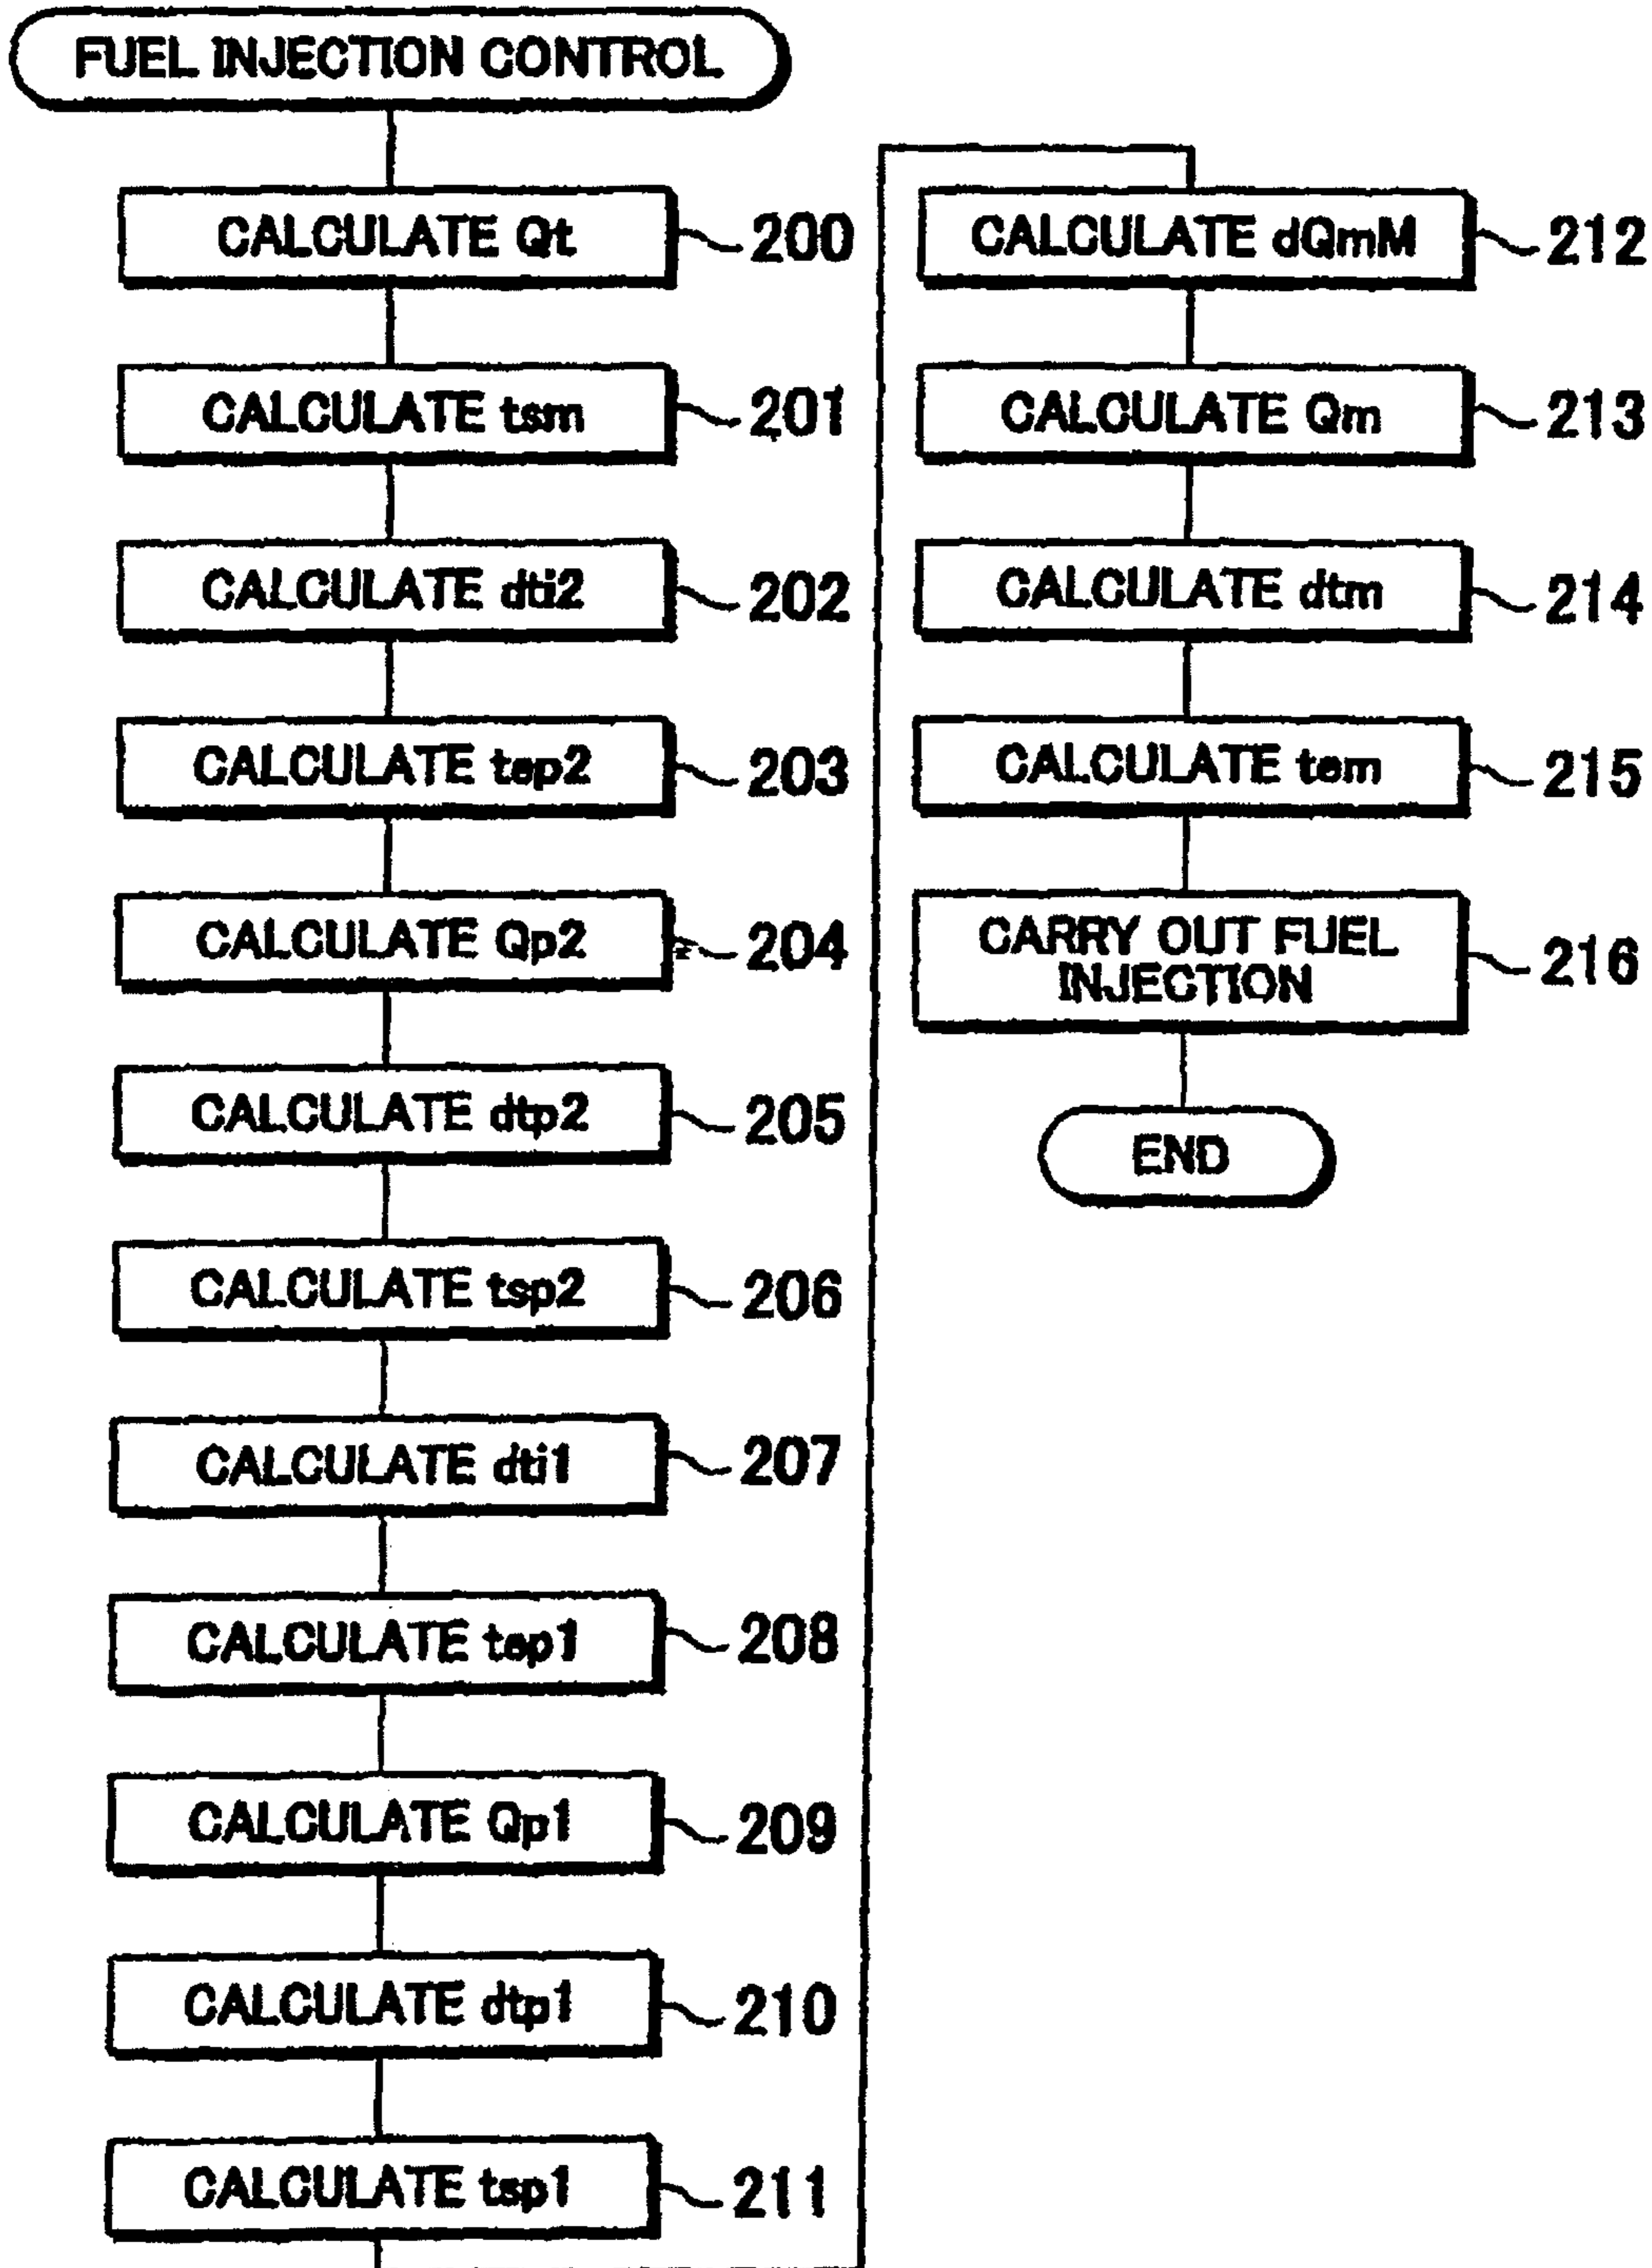 FUEL INJECTION CONTROL
CALCULATE Qt
200
CALCULATE tsm
201
CALCULATE dti2
202
CALCULATE tep2
203
CALCULATE Qp2
204
CALCULATE dtp2
205
CALCULATE tsp2
206
CALCULATE dti1
207
CALCULATE tep1
208
CALCULATE Qp1
209
CALCULATE dtp1
210
CALCULATE tsp1
211
CALCULATE dQmM
212
CALCULATE Qm
213
CALCULATE dtm
214
CALCULATE tem
215
CARRY OUT FUEL
INJECTION
216
END